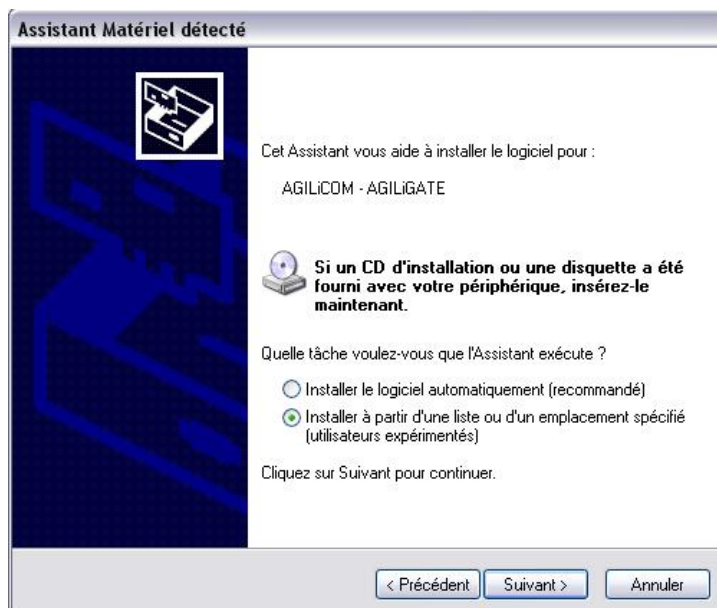 Assistant Matériel détecté
Cet Assistant vous aide à installer le logiciel pour :
AGILiCOM - AGILiGATE
Si un CD d'installation ou une disquette a été
fourni avec votre périphérique, insérez-le
maintenant.
Quelle tâche voulez-vous que l'Assistant exécute ?
Installer le logiciel automatiquement (recommandé)
Installer à partir d'une liste ou d'un emplacement spécifié
(utilisateurs expérimentés)
Cliquez sur Suivant pour continuer.
< Précédent Suivant > Annuler